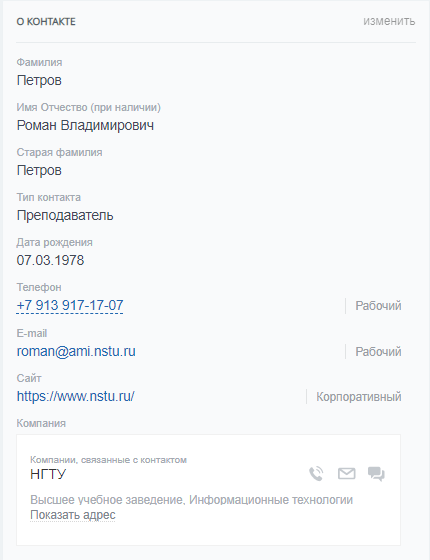 О КОНТАКТЕ изменить
Фамилия
Петров
Имя Отчество (при наличии)
Роман Владимирович
Старая фамилия
Петров
Тип контакта
Преподаватель
Дата рождения
07.03.1978
Телефон
+7 913 917-17-07 Рабочий
E-mail
roman@ami.nstu.ru Рабочий
Сайт
https://www.nstu.ru/ Корпоративный
Компания
Компании, связанные с контактом
НГТУ
Высшее учебное заведение, Информационные технологии
Показать адрес